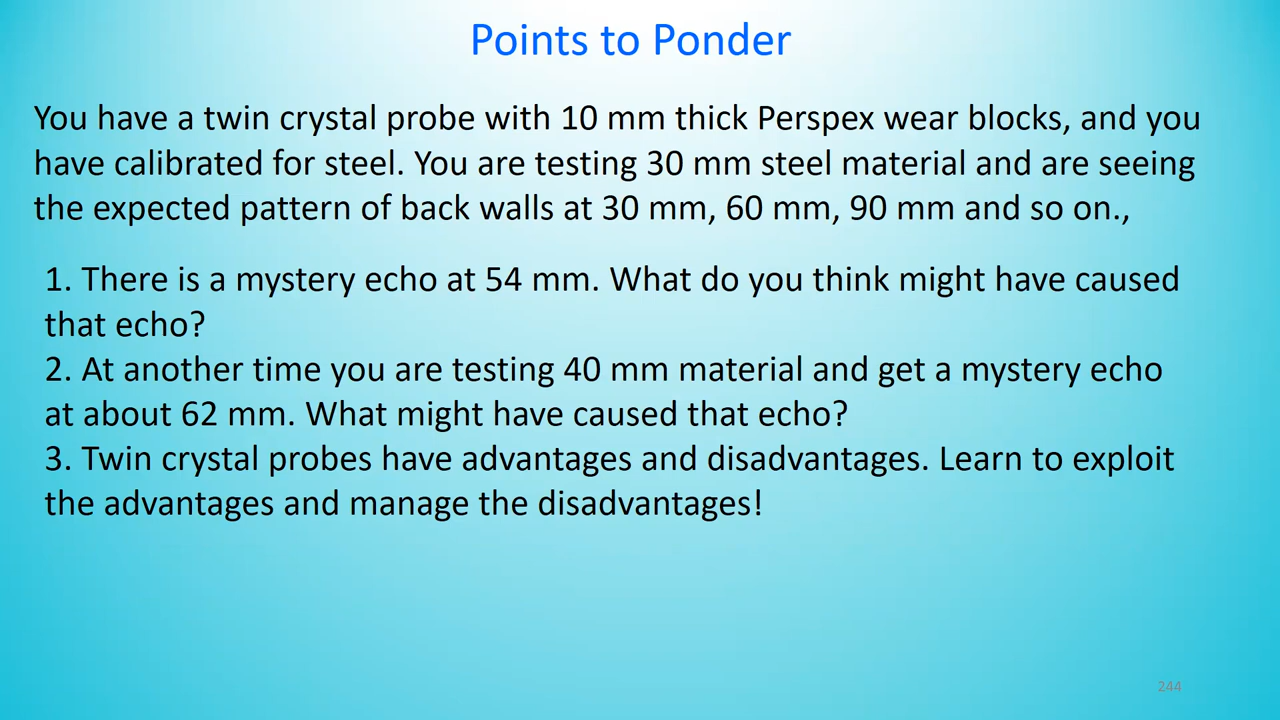 Points to Ponder
You have a twin crystal probe with 10 mm thick Perspex wear blocks, and you
have calibrated for steel. You are testing 30 mm steel material and are seeing
the expected pattern of back walls at 30 mm, 60 mm, 90 mm and so on.,
1. There is a mystery echo at 54 mm. What do you think might have caused
that echo?
2. At another time you are testing 40 mm material and get a mystery echo
at about 62 mm. What might have caused that echo?
3. Twin crystal probes have advantages and disadvantages. Learn to exploit
the advantages and manage the disadvantages!
244